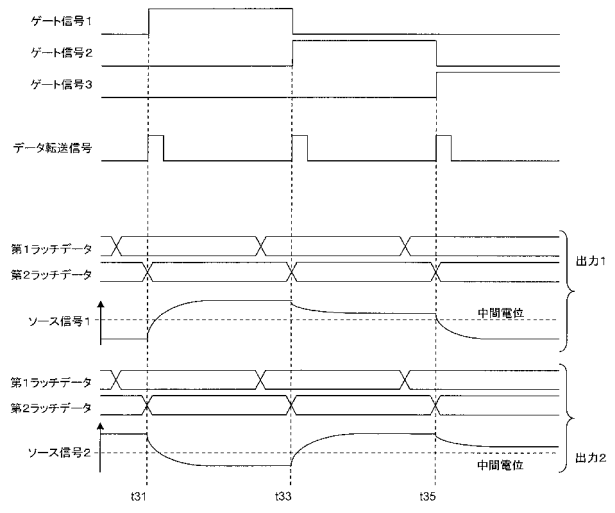 ゲート信号1
ゲート信号2
ゲート信号3
データ転送信号
第1ラッチデータ
第2ラッチデータ
ソース信号1
中間電位
出力1
第1ラッチデータ
第2ラッチデータ
ソース信号2
中間電位
出力2
t31
t33
t35